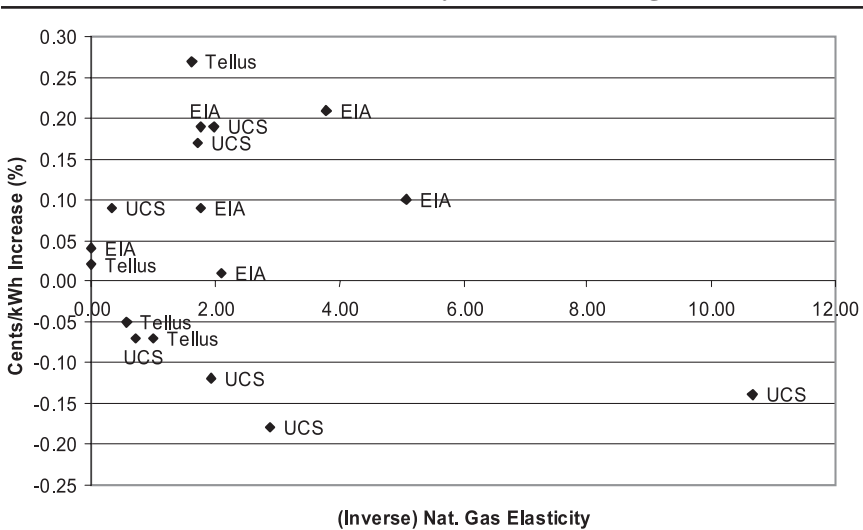 0.30
Tellus
0.25
EIA
EIA
0.20
UCS
UCS
0.15
0.10
UCS
EIA
EIA
0.05
EIA
Tellus
EIA
0.00
0.00 2.00 4.00 6.00 8.00 10.00 12.00
-0.05
Tellus
Tellus
UCS
-0.10
UCS
UCS
-0.15
UCS
-0.20
-0.25
Cents/kWh Increase (%)
(Inverse) Nat. Gas Elasticity